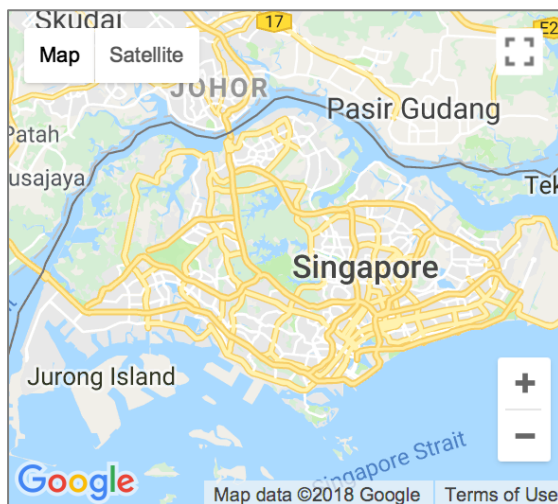 Skudai
17
E2
Map
Satellite
JOHOR
Pasir Gudang
Patah
usajaya
Tek
Singapore
Jurong Island
+
−
Singapore Strait
Google
Map data ©2018 Google
Terms of Use